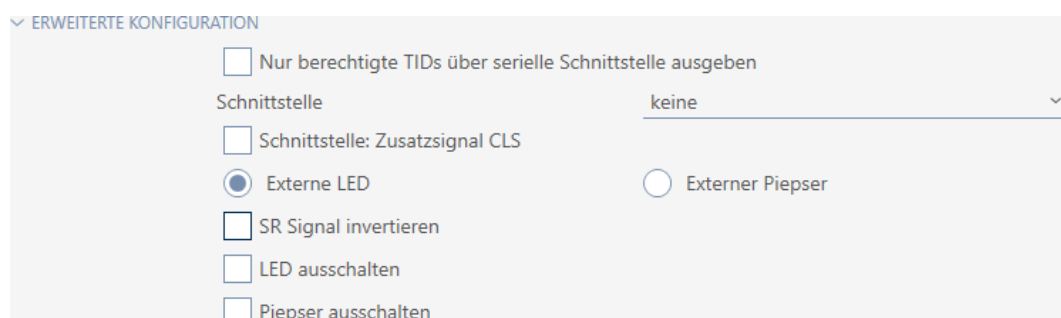 ERWEITERTE KONFIGURATION
Nur berechtigte TIDs über serielle Schnittstelle ausgeben
Schnittstelle keine
Schnittstelle: Zusatzsignal CLS
Externe LED Externer Piepser
SR Signal invertieren
LED ausschalten
Piepser ausschalten